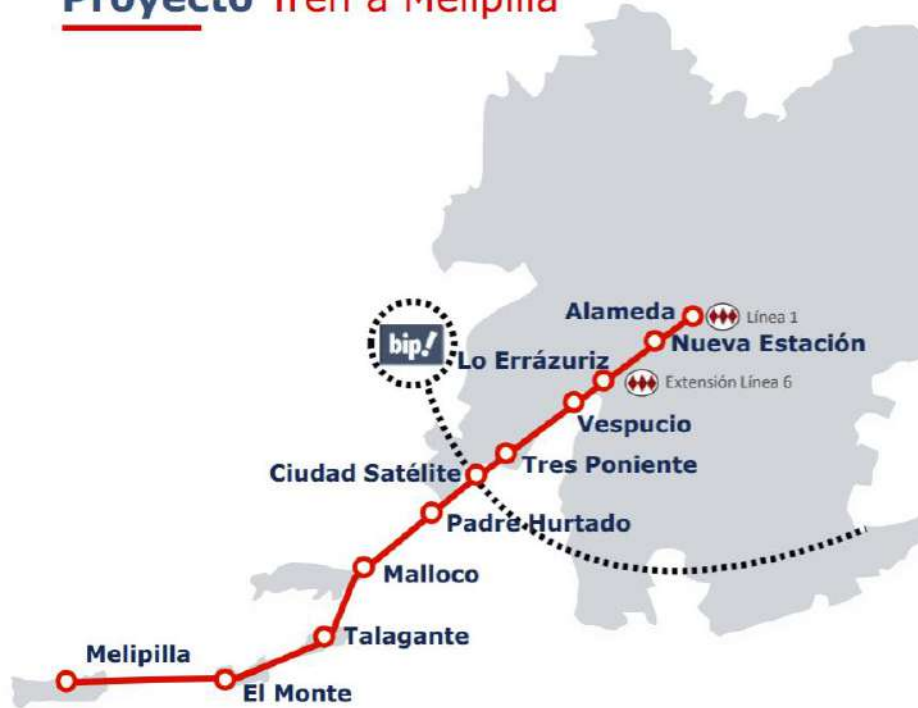 Proyecto Tren a Melipilla
Alameda
Línea 1
Nueva Estación
bip!
Lo Errázuriz
Extensión Línea 6
Vespucio
Ciudad Satélite
Tres Poniente
Padre Hurtado
Malloco
Talagante
Melipilla
El Monte